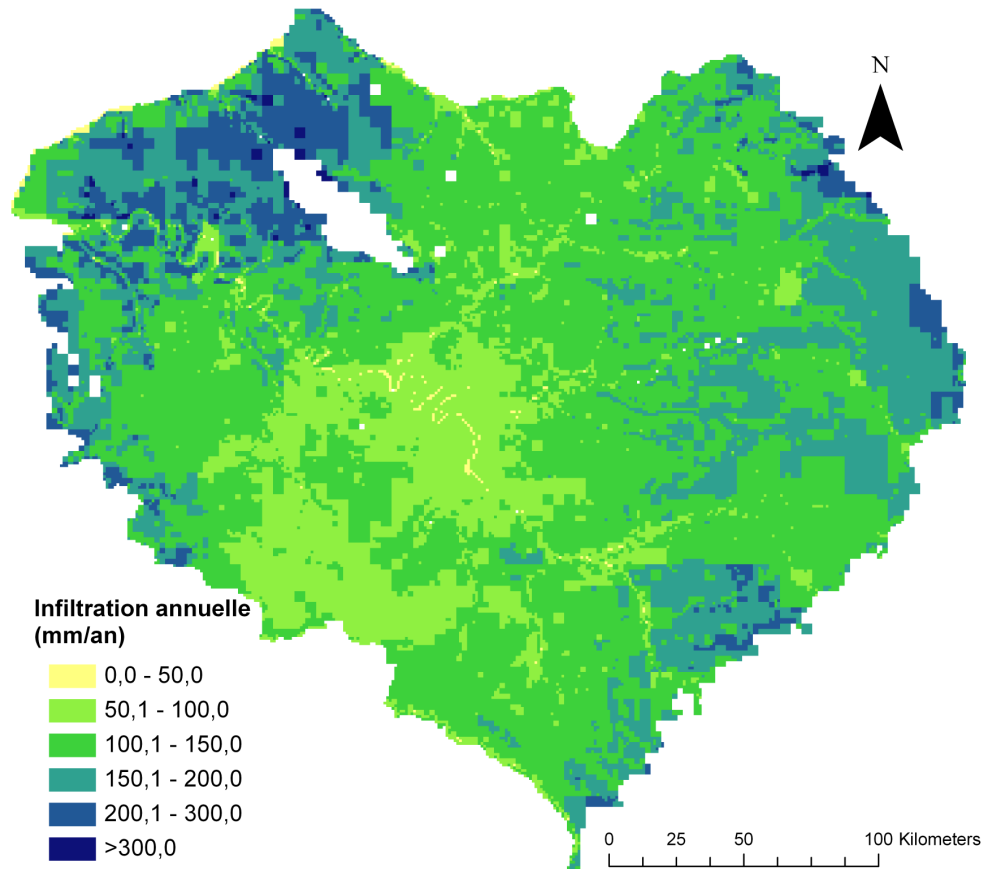 N
Infiltration annuelle
(mm/an)
0,0 - 50,0
50,1 - 100,0
100,1 - 150,0
150,1 - 200,0
200,1 - 300,0
>300,0
0 25 50 100 Kilometers